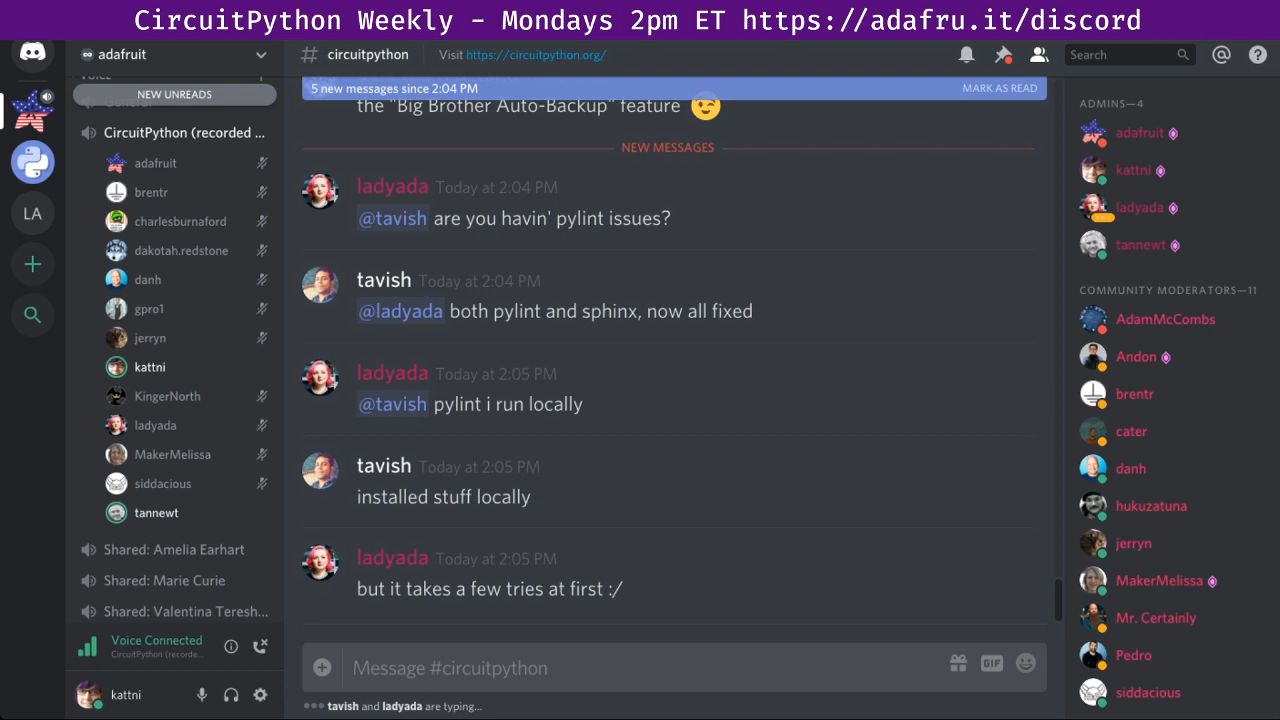 CircuitPython Weekly - Mondays 2pm ET https://adafru.it/discord
adafruit
NEW UNREADS
CircuitPython (recorded ...
adafruit
brentr
charlesburnaford
dakotah.redstone
danh
gpro1
jerryn
kattni
KingerNorth
ladyada
MakerMelissa
siddacious
tannewt
Shared: Amelia Earhart
Shared: Marie Curie
Shared: Valentina Teresh...
Voice Connected
CircuitPython (recorde...
kattni
LA
# circuitpython
Visit https://circuitpython.org/
Search
5 new messages since 2:04 PM
MARK AS READ
the "Big Brother Auto-Backup" feature 😉
NEW MESSAGES
ladyada Today at 2:04 PM
@tavish are you havin' pylint issues?
tavish Today at 2:04 PM
@ladyada both pylint and sphinx, now all fixed
ladyada Today at 2:05 PM
@tavish pylint i run locally
tavish Today at 2:05 PM
installed stuff locally
ladyada Today at 2:05 PM
but it takes a few tries at first :/
Message #circuitpython
GIF
tavish and ladyada are typing...
ADMINS—4
adafruit
kattni
ladyada
tannewt
COMMUNITY MODERATORS—11
AdamMcCombs
Andon
brentr
cater
danh
hukuzatuna
jerryn
MakerMelissa
Mr. Certainly
Pedro
siddacious